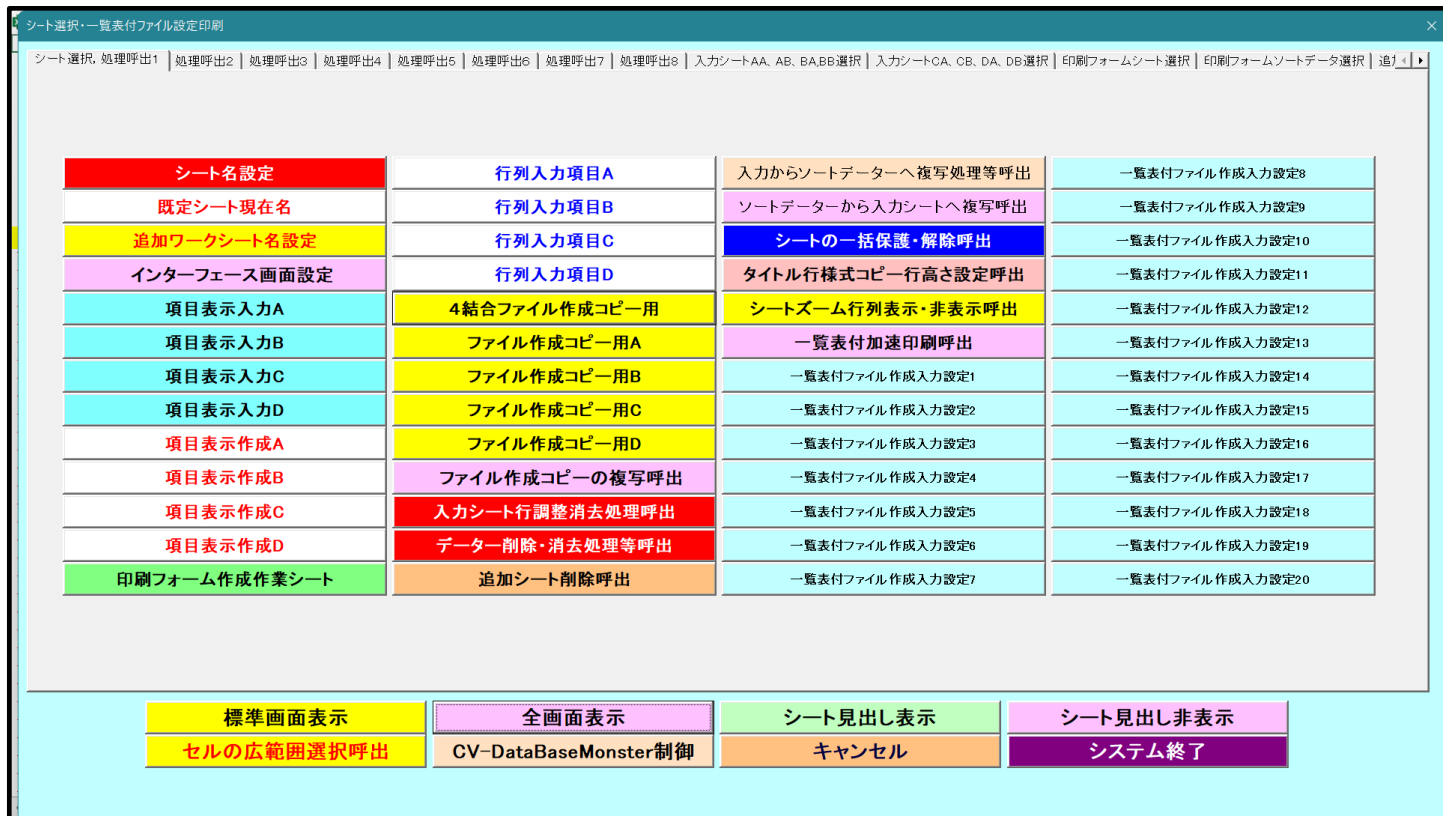 シート選択・一覧表付ファイル設定印刷
シート選択, 処理呼出1 処理呼出2 処理呼出3 処理呼出4 処理呼出5 処理呼出6 処理呼出7 処理呼出8 入力シートAA、AB、BA,BB選択 入力シートCA、CB、DA、DB選択 印刷フォームシート選択 印刷フォームソートデータ選択
シート名設定 行列入力項目A 入力からソートデーターへ複写処理等呼出 一覧表付ファイル作成入力設定8
既定シート現在名 行列入力項目B ソートデーターから入力シートへ複写呼出 一覧表付ファイル作成入力設定9
追加ワークシート名設定 行列入力項目C シートの一括保護・解除呼出 一覧表付ファイル作成入力設定10
インターフェース画面設定 行列入力項目D タイトル行様式コピー行高さ設定呼出 一覧表付ファイル作成入力設定11
項目表示入力A 4結合ファイル作成コピー用 シートズーム行列表示・非表示呼出 一覧表付ファイル作成入力設定12
項目表示入力B ファイル作成コピー用A 一覧表付加速印刷呼出 一覧表付ファイル作成入力設定13
項目表示入力C ファイル作成コピー用B 一覧表付ファイル作成入力設定1 一覧表付ファイル作成入力設定14
項目表示入力D ファイル作成コピー用C 一覧表付ファイル作成入力設定2 一覧表付ファイル作成入力設定15
項目表示作成A ファイル作成コピー用D 一覧表付ファイル作成入力設定3 一覧表付ファイル作成入力設定16
項目表示作成B ファイル作成コピーの複写呼出 一覧表付ファイル作成入力設定4 一覧表付ファイル作成入力設定17
項目表示作成C 入力シート行調整消去処理呼出 一覧表付ファイル作成入力設定5 一覧表付ファイル作成入力設定18
項目表示作成D データー削除・消去処理等呼出 一覧表付ファイル作成入力設定6 一覧表付ファイル作成入力設定19
印刷フォーム作成作業シート 追加シート削除呼出 一覧表付ファイル作成入力設定7 一覧表付ファイル作成入力設定20
標準画面表示 全画面表示 シート見出し表示 シート見出し非表示
セルの広範囲選択呼出 CV-DataBaseMonster制御 キャンセル システム終了